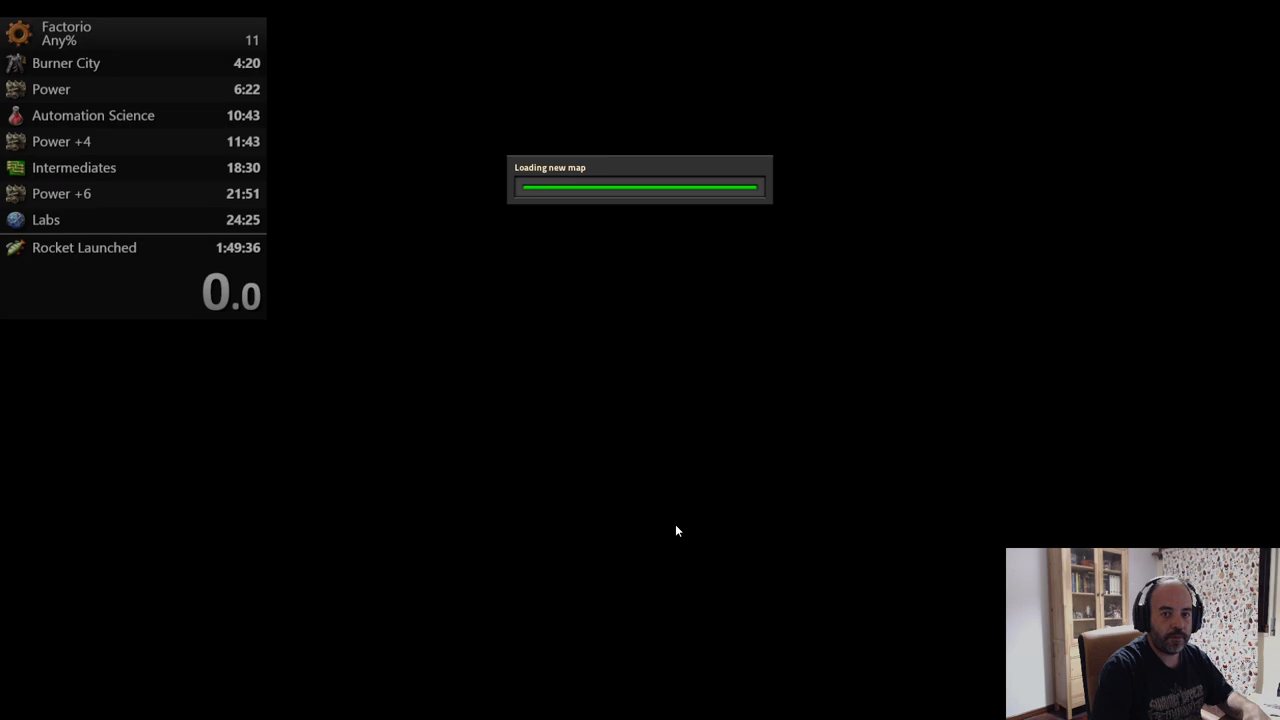 Factorio
Any% 11
Burner City 4:20
Power 6:22
Automation Science 10:43
Power +4 11:43
Intermediates 18:30
Power +6 21:51
Labs 24:25
Rocket Launched 1:49:36
0.0
Loading new map